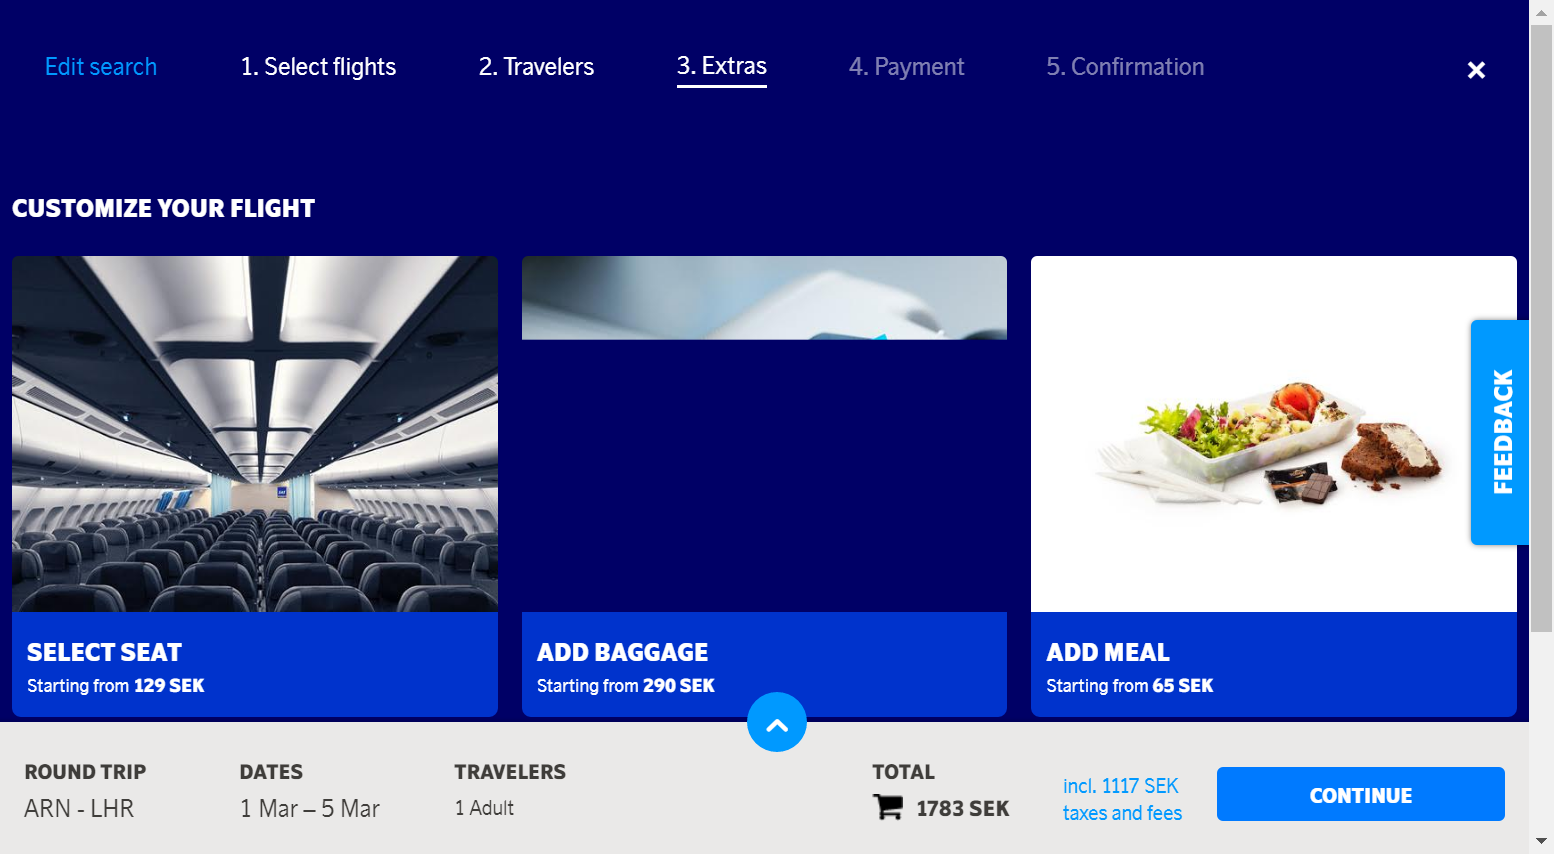 Edit search
1. Select flights
2. Travelers
3. Extras
4. Payment
5. Confirmation
CUSTOMIZE YOUR FLIGHT
SELECT SEAT
Starting from 129 SEK
ADD BAGGAGE
Starting from 290 SEK
ADD MEAL
Starting from 65 SEK
FEEDBACK
ROUND TRIP
ARN - LHR
DATES
1 Mar – 5 Mar
TRAVELERS
1 Adult
TOTAL
1783 SEK
incl. 1117 SEK
taxes and fees
CONTINUE